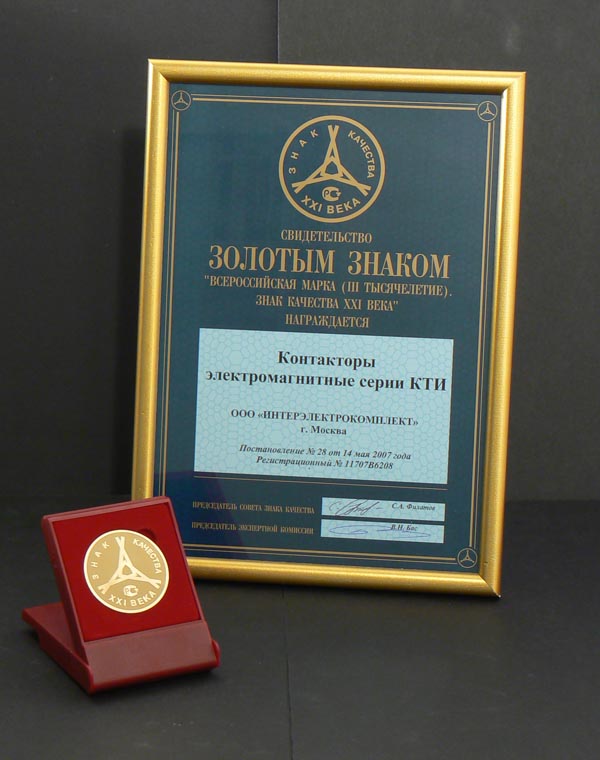 ЗНАК КАЧЕСТВА
XXI ВЕКА
СВИДЕТЕЛЬСТВО
ЗОЛОТЫМ ЗНАКОМ
"ВСЕРОССИЙСКАЯ МАРКА (III ТЫСЯЧЕЛЕТИЕ).
ЗНАК КАЧЕСТВА XXI ВЕКА"
НАГРАЖДАЕТСЯ
Контакторы
электромагнитные серии КТИ
ООО «ИНТЕРЭЛЕКТРОКОМПЛЕКТ»
г. Москва
Постановление № 28 от 14 мая 2007 года
Регистрационный № 11707В6208
ПРЕДСЕДАТЕЛЬ СОВЕТА ЗНАКА КАЧЕСТВА С.А. Филатов
ПРЕДСЕДАТЕЛЬ ЭКСПЕРТНОЙ КОМИССИИ В.Н. Бас
ЗНАК КАЧЕСТВА
XXI ВЕКА